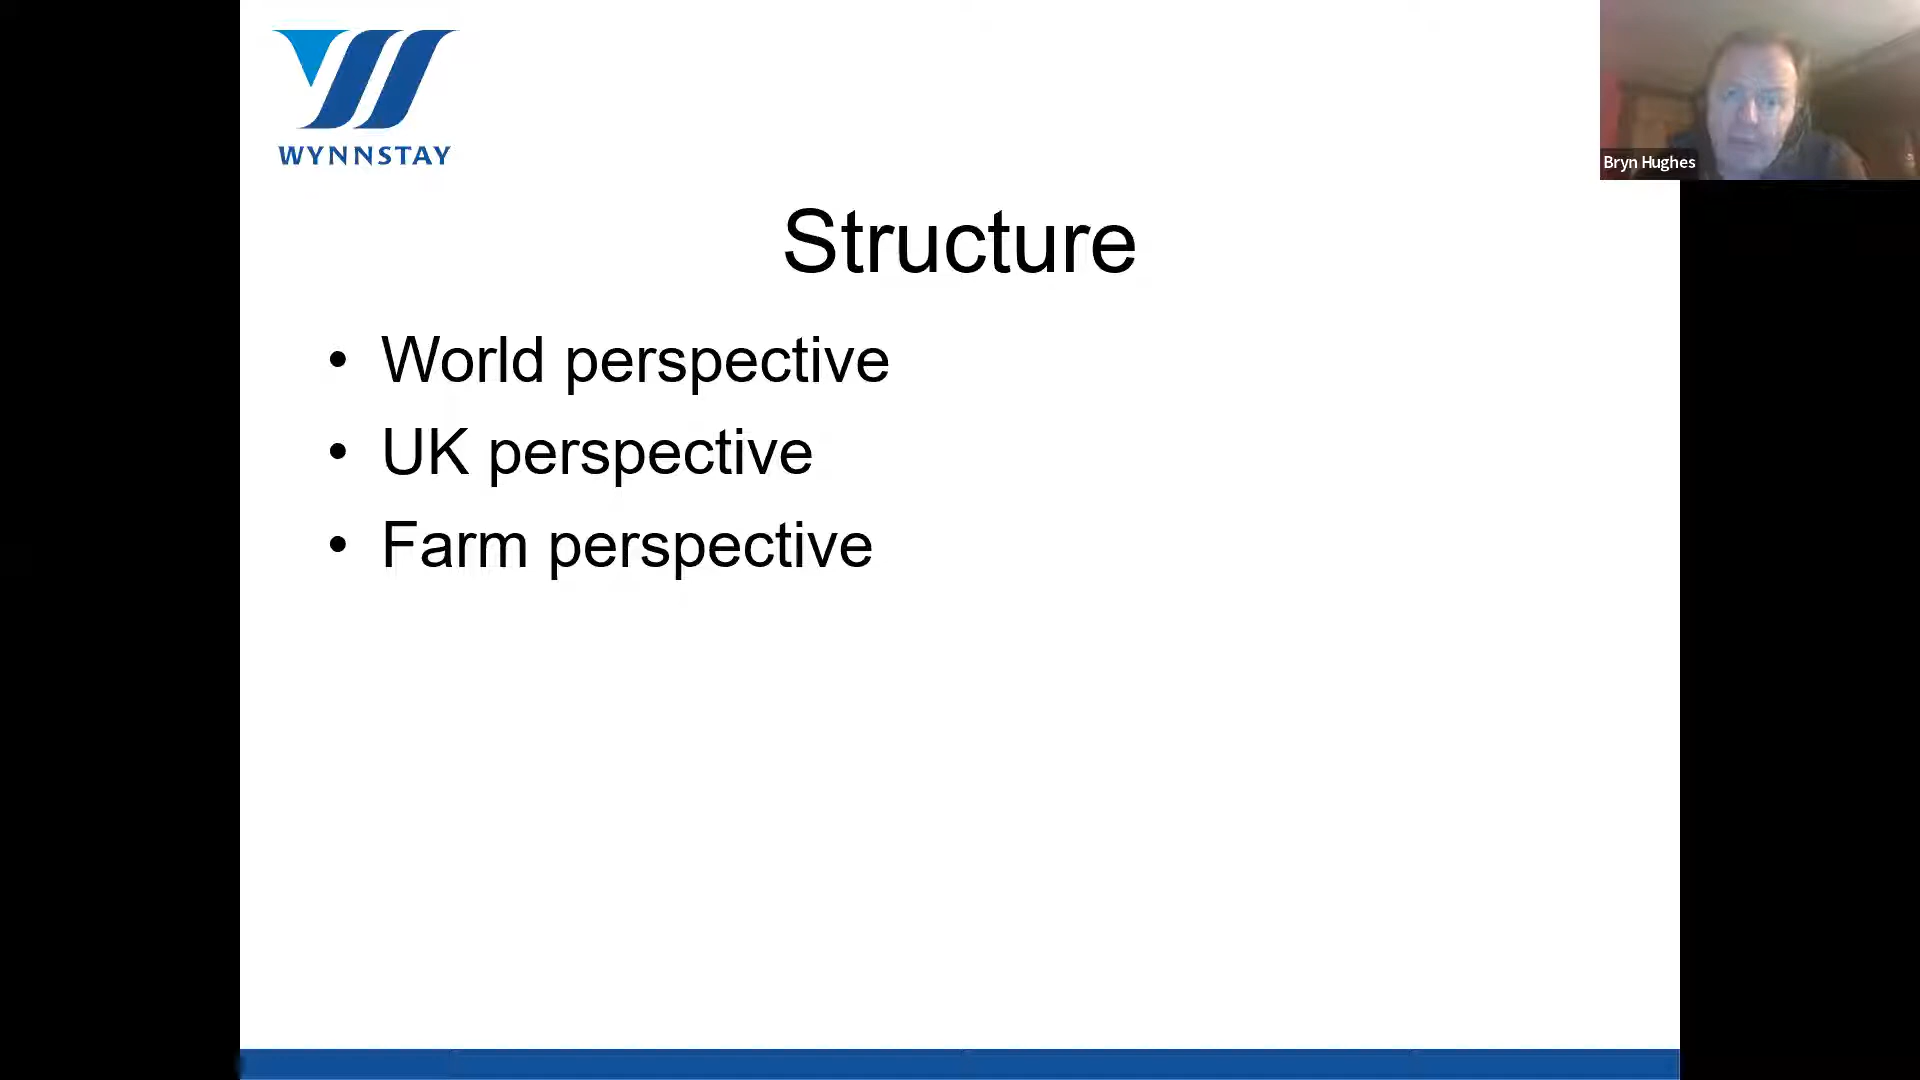 WYNNSTAY
Bryn Hughes
Structure
• World perspective
• UK perspective
• Farm perspective